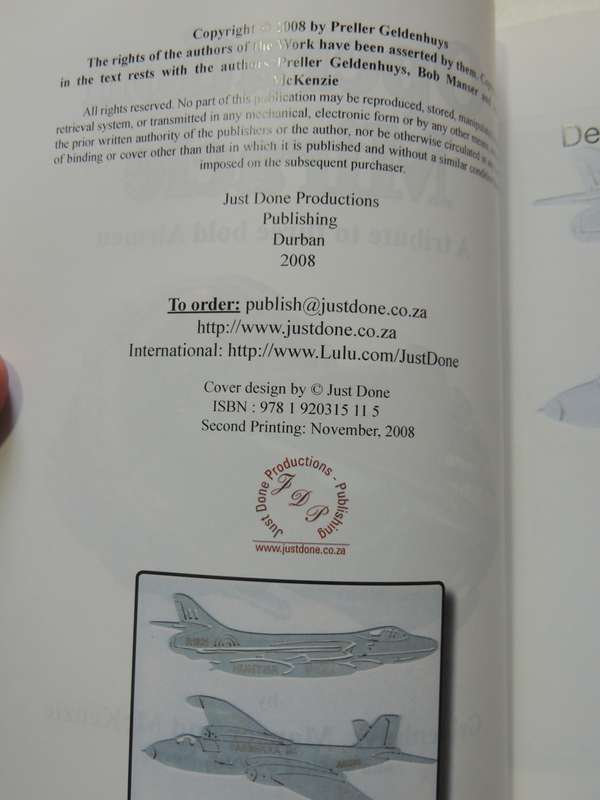 Copyright © 2008 by Preller Geldenhuys
The rights of the authors of the Work have been asserted by them.
in the text rests with the authors Preller Geldenhuys, Bob Manser and
McKenzie
All rights reserved. No part of this publication may be reproduced, stored,
retrieval system, or transmitted in any mechanical, electronic form or by any other means,
the prior written authority of the publishers or the author, nor be otherwise circulated in
of binding or cover other than that in which it is published and without a similar condition
imposed on the subsequent purchaser.
Just Done Productions
Publishing
Durban
2008
To order: publish@justdone.co.za
http://www.justdone.co.za
International: http://www.Lulu.com/JustDone
Cover design by © Just Done
ISBN : 978 1 920315 11 5
Second Printing: November, 2008
Just Done Productions - Publishing
JDP
www.justdone.co.za
De